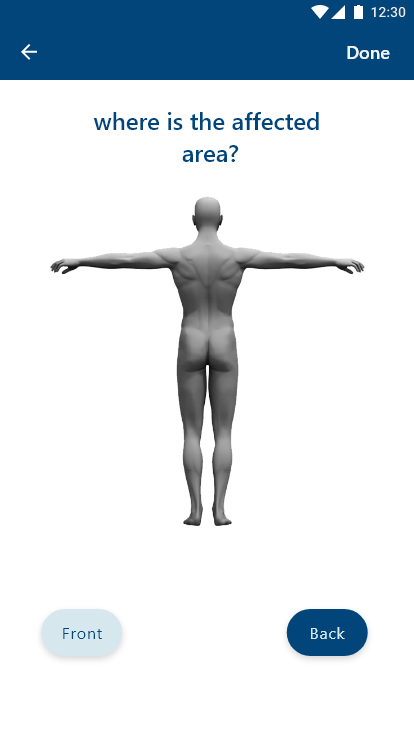 12:30
Done
where is the affected
area?
Front
Back